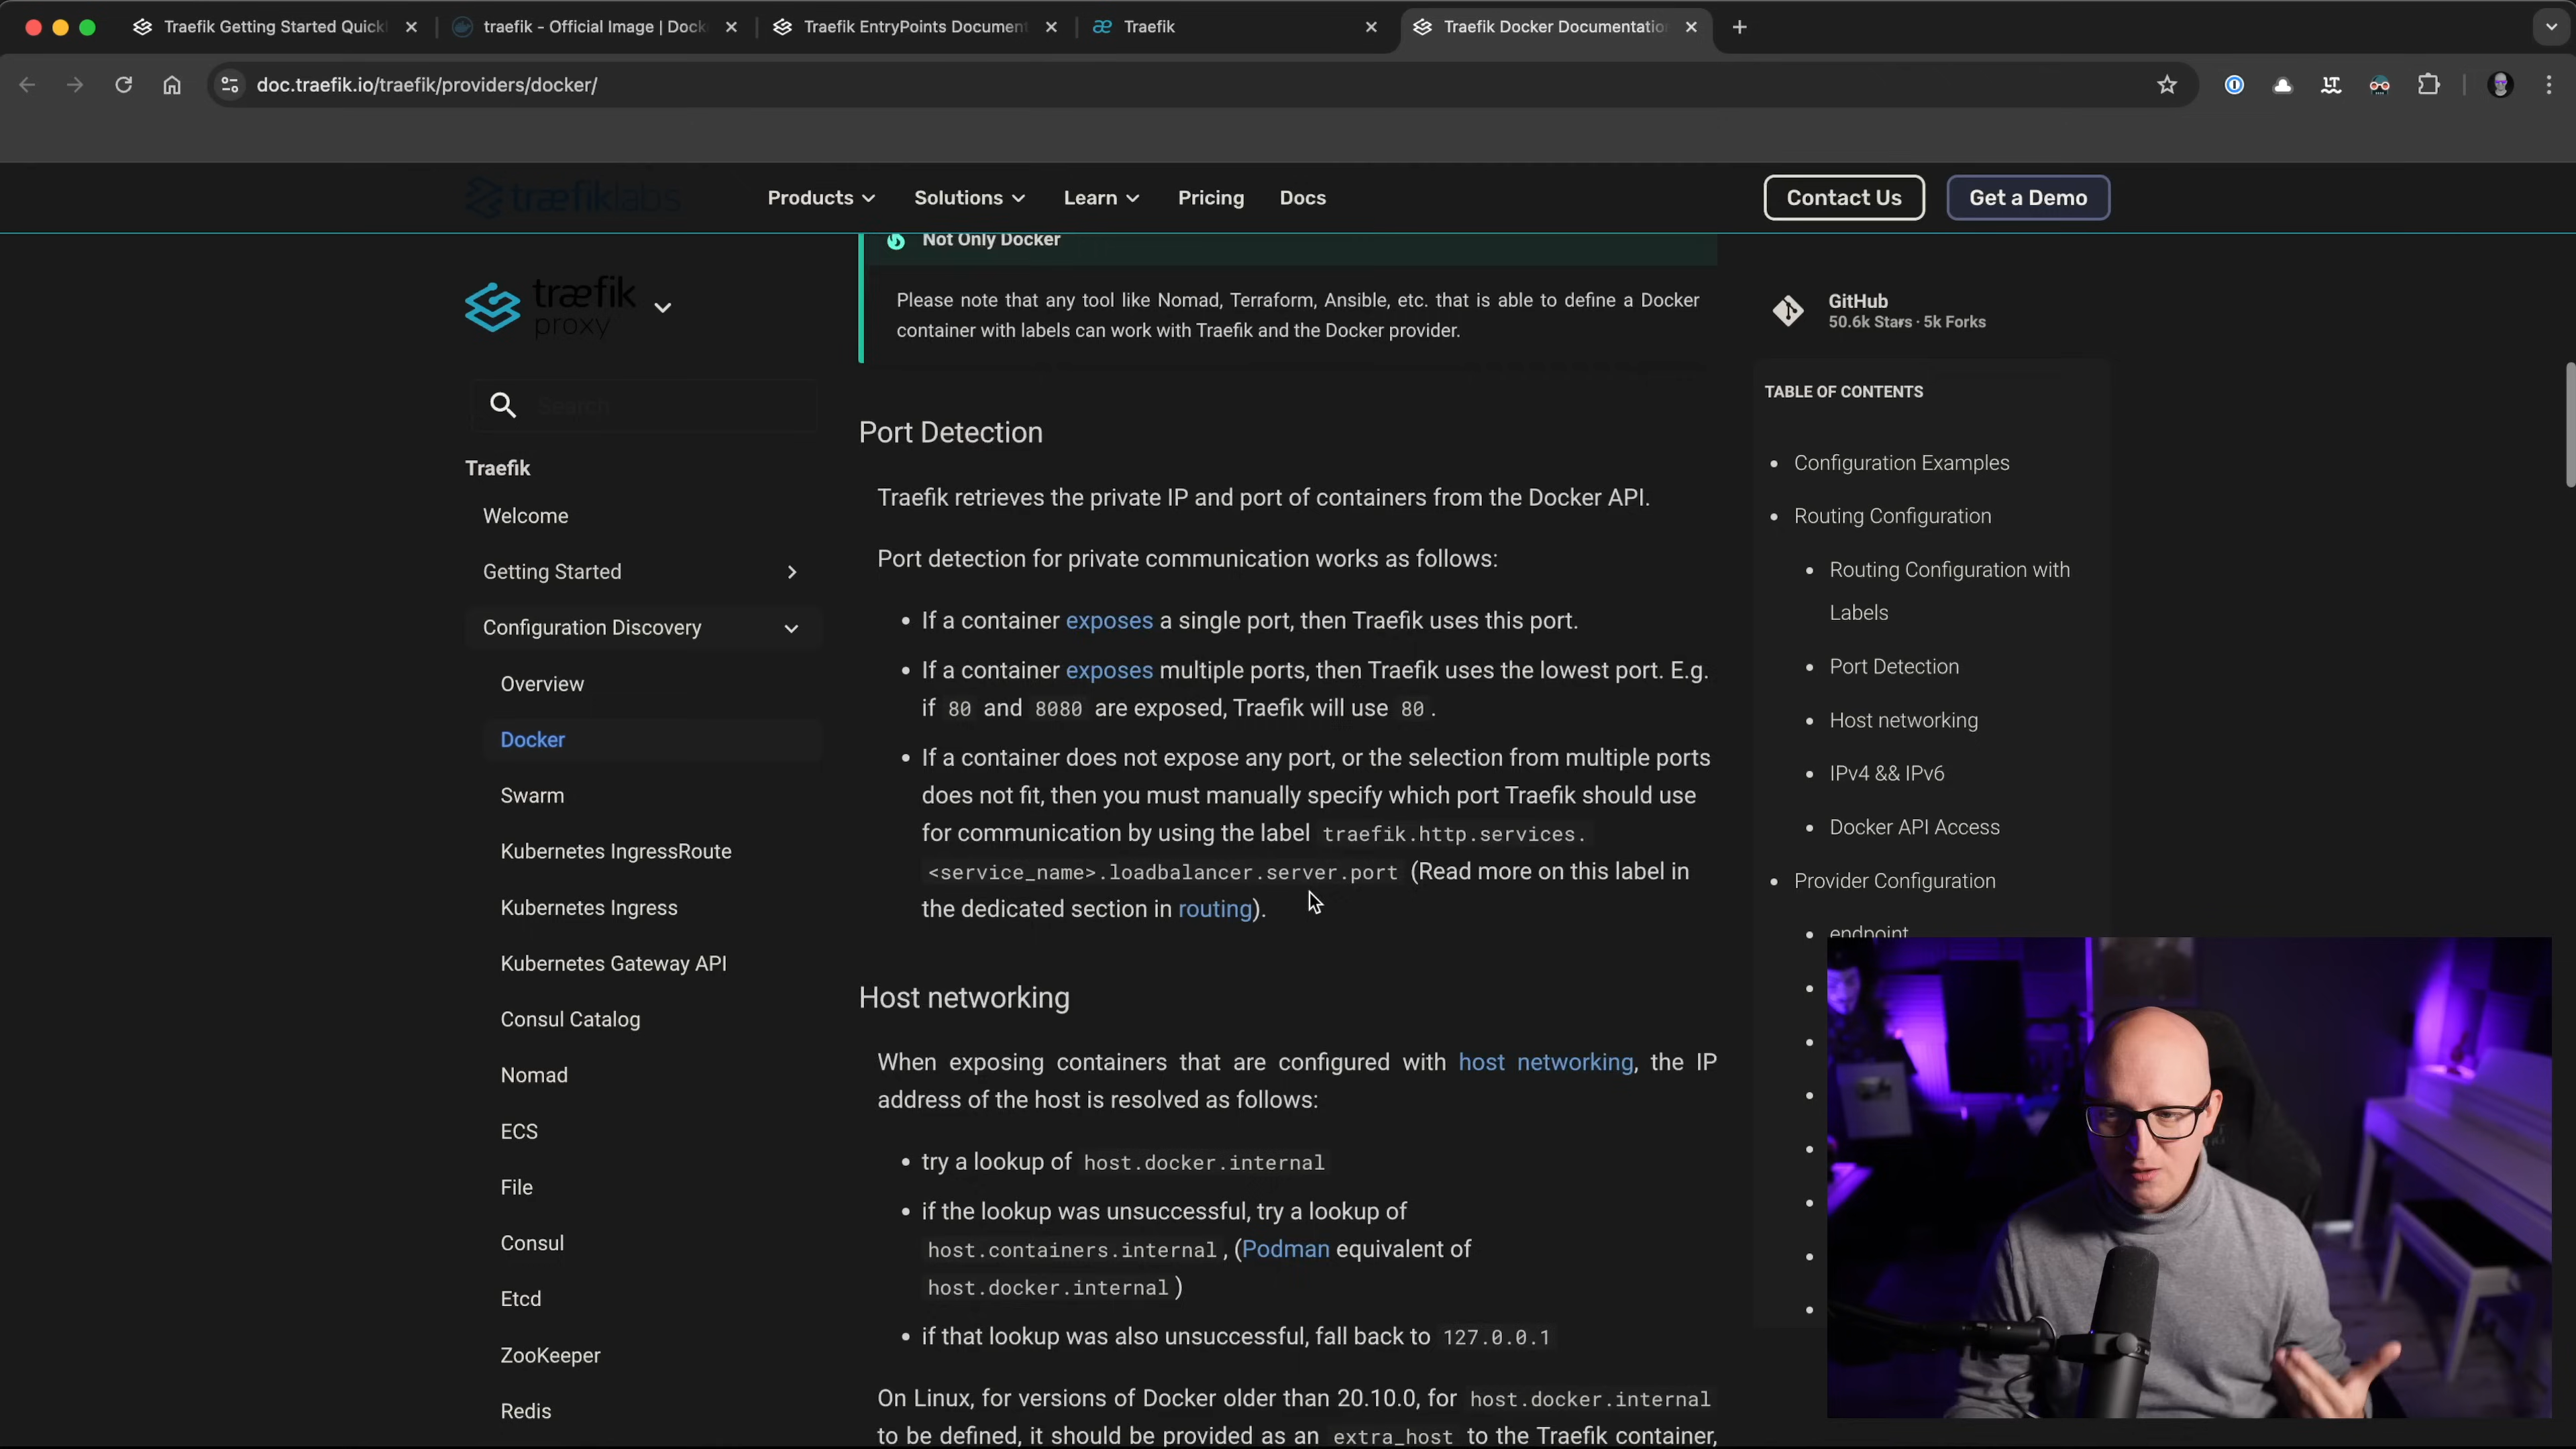 Traefik Getting Started Quick
traefik - Official Image | Dock
Traefik EntryPoints Document
Traefik
Traefik Docker Documentatio
doc.traefik.io/traefik/providers/docker/
træfiklabs
Products
Solutions
Learn
Pricing
Docs
Contact Us
Get a Demo
træfik
proxy
Search
Traefik
Welcome
Getting Started
Configuration Discovery
Overview
Docker
Swarm
Kubernetes IngressRoute
Kubernetes Ingress
Kubernetes Gateway API
Consul Catalog
Nomad
ECS
File
Consul
Etcd
ZooKeeper
Redis
Not Only Docker
Please note that any tool like Nomad, Terraform, Ansible, etc. that is able to define a Docker
container with labels can work with Traefik and the Docker provider.
Port Detection
Traefik retrieves the private IP and port of containers from the Docker API.
Port detection for private communication works as follows:
• If a container exposes a single port, then Traefik uses this port.
• If a container exposes multiple ports, then Traefik uses the lowest port. E.g.
if 80 and 8080 are exposed, Traefik will use 80 .
• If a container does not expose any port, or the selection from multiple ports
does not fit, then you must manually specify which port Traefik should use
for communication by using the label traefik.http.services.
<service_name>.loadbalancer.server.port (Read more on this label in
the dedicated section in routing).
Host networking
When exposing containers that are configured with host networking, the IP
address of the host is resolved as follows:
• try a lookup of host.docker.internal
• if the lookup was unsuccessful, try a lookup of
host.containers.internal , (Podman equivalent of
host.docker.internal )
• if that lookup was also unsuccessful, fall back to 127.0.0.1
On Linux, for versions of Docker older than 20.10.0, for host.docker.internal
to be defined, it should be provided as an extra_host to the Traefik container,
GitHub
50.6k Stars · 5k Forks
TABLE OF CONTENTS
• Configuration Examples
• Routing Configuration
• Routing Configuration with
Labels
• Port Detection
• Host networking
• IPv4 && IPv6
• Docker API Access
• Provider Configuration
• endpoint